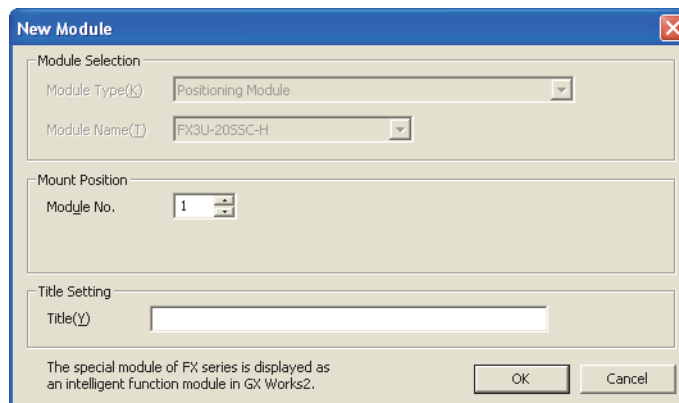 New Module
Module Selection
Module Type(K) Positioning Module
Module Name(T) FX3U-20SSC-H
Mount Position
Module No. 1
Title Setting
Title(Y)
The special module of FX series is displayed as
an intelligent function module in GX Works2.
OK Cancel